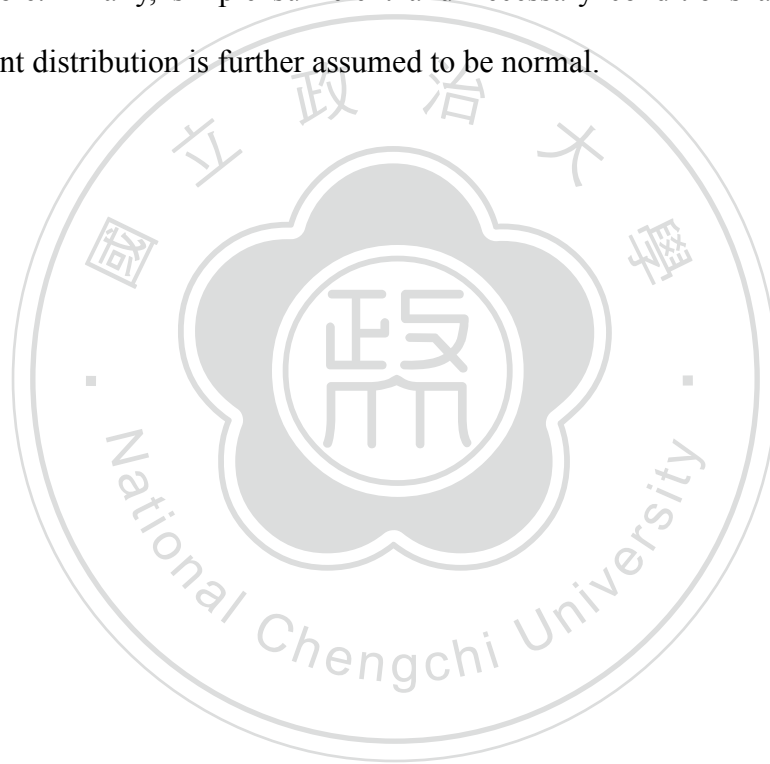 nt distribution is further assumed to be normal.
國立政治大學
政
National Chengchi University